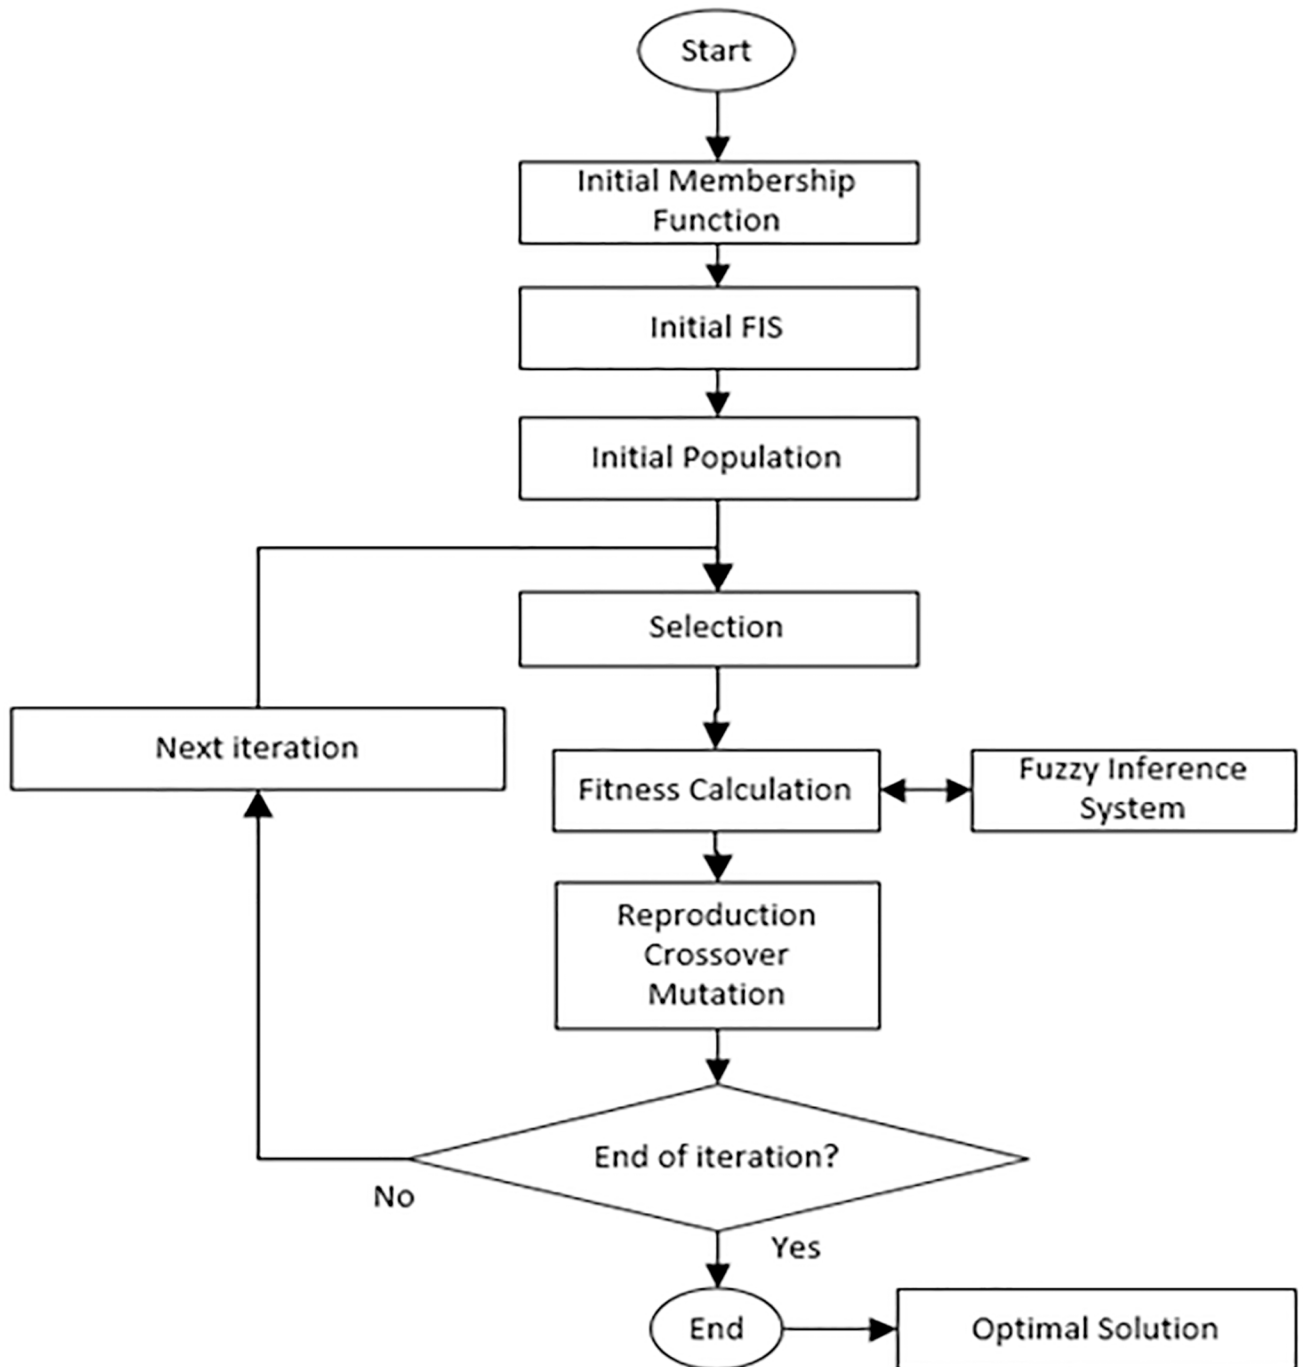 Start
Initial Membership
Function
Initial FIS
Initial Population
Selection
Next iteration
Fitness Calculation
Fuzzy Inference
System
Reproduction
Crossover
Mutation
End of iteration?
No
Yes
End
Optimal Solution